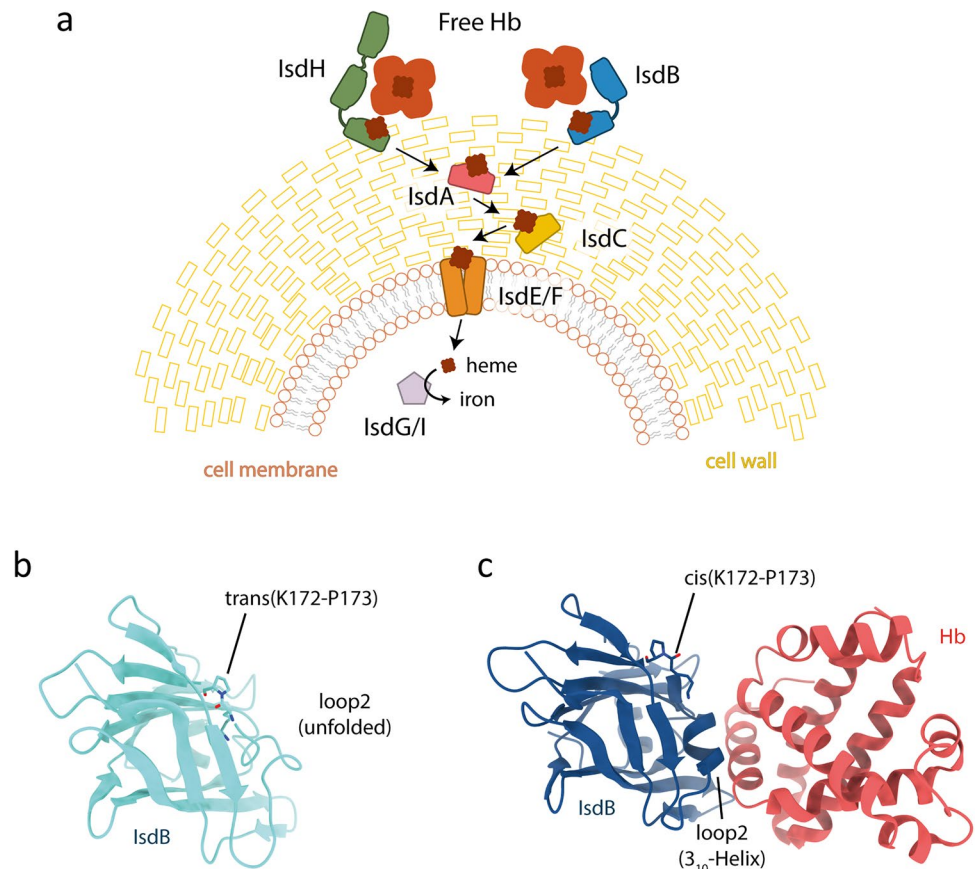 a
Free Hb
IsdH
IsdB
IsdA
IsdC
IsdE/F
heme
iron
IsdG/I
cell membrane
cell wall
b
trans(K172-P173)
loop2
(unfolded)
IsdB
c
cis(K172-P173)
Hb
IsdB
loop2
(3₁₀-Helix)